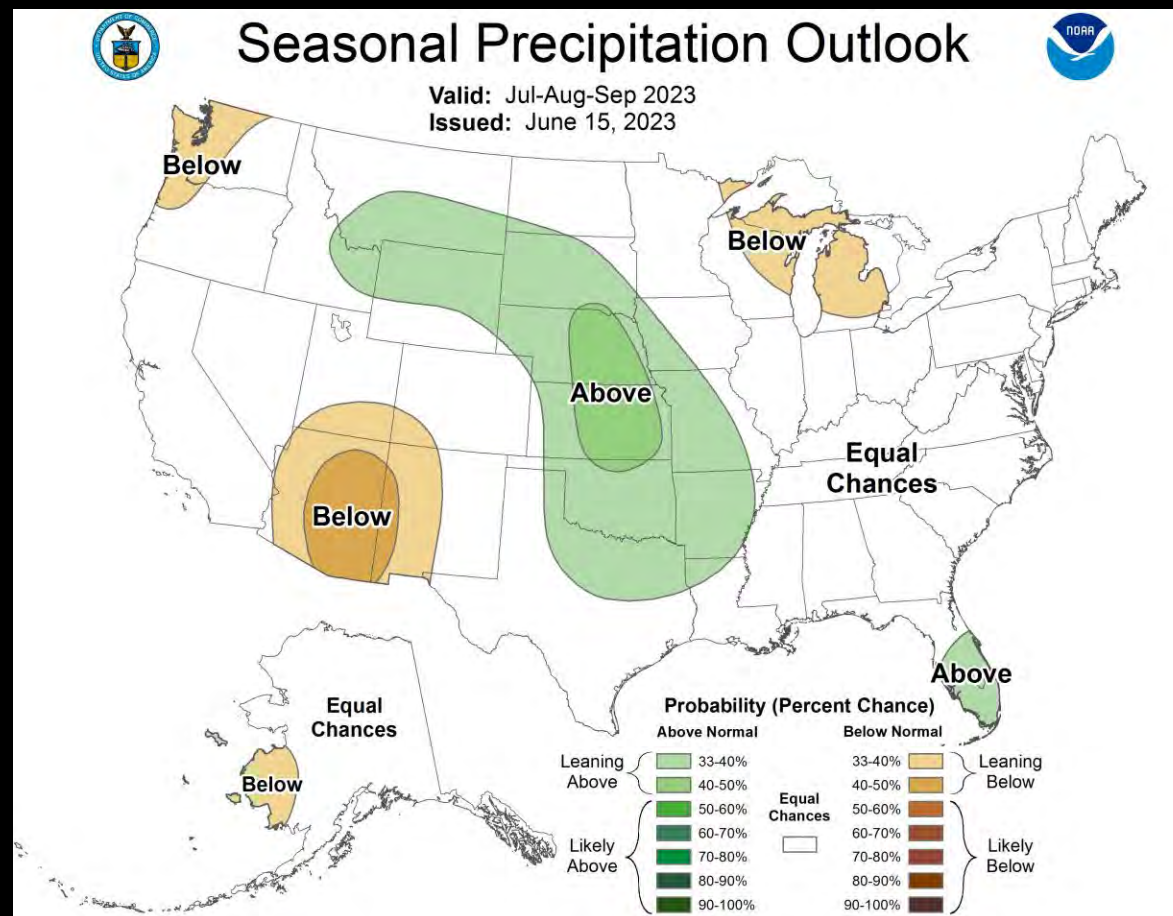 Seasonal Precipitation Outlook
NOAA
Valid: Jul-Aug-Sep 2023
Issued: June 15, 2023
Below
Below
Above
Equal
Chances
Below
Above
Equal
Chances
Below
Probability (Percent Chance)
Above Normal
Below Normal
Leaning
Above
33-40%
40-50%
Likely
Above
50-60%
60-70%
70-80%
80-90%
90-100%
Equal
Chances
33-40%
40-50%
Leaning
Below
50-60%
60-70%
70-80%
80-90%
90-100%
Likely
Below